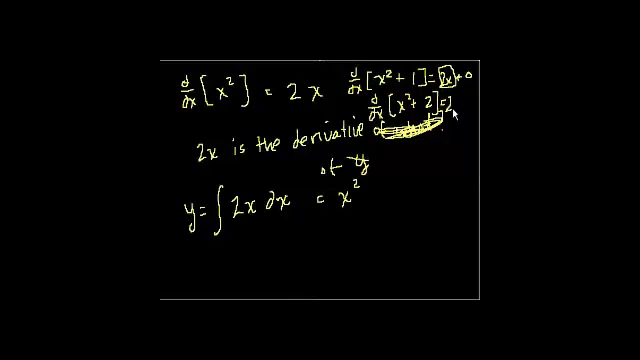 d/dx [x²] = 2x
d/dx [x² + 1] = 2x + 0
d/dx [x² + 2] = 2
2x is the derivative
of y
y = ∫ 2x dx = x²